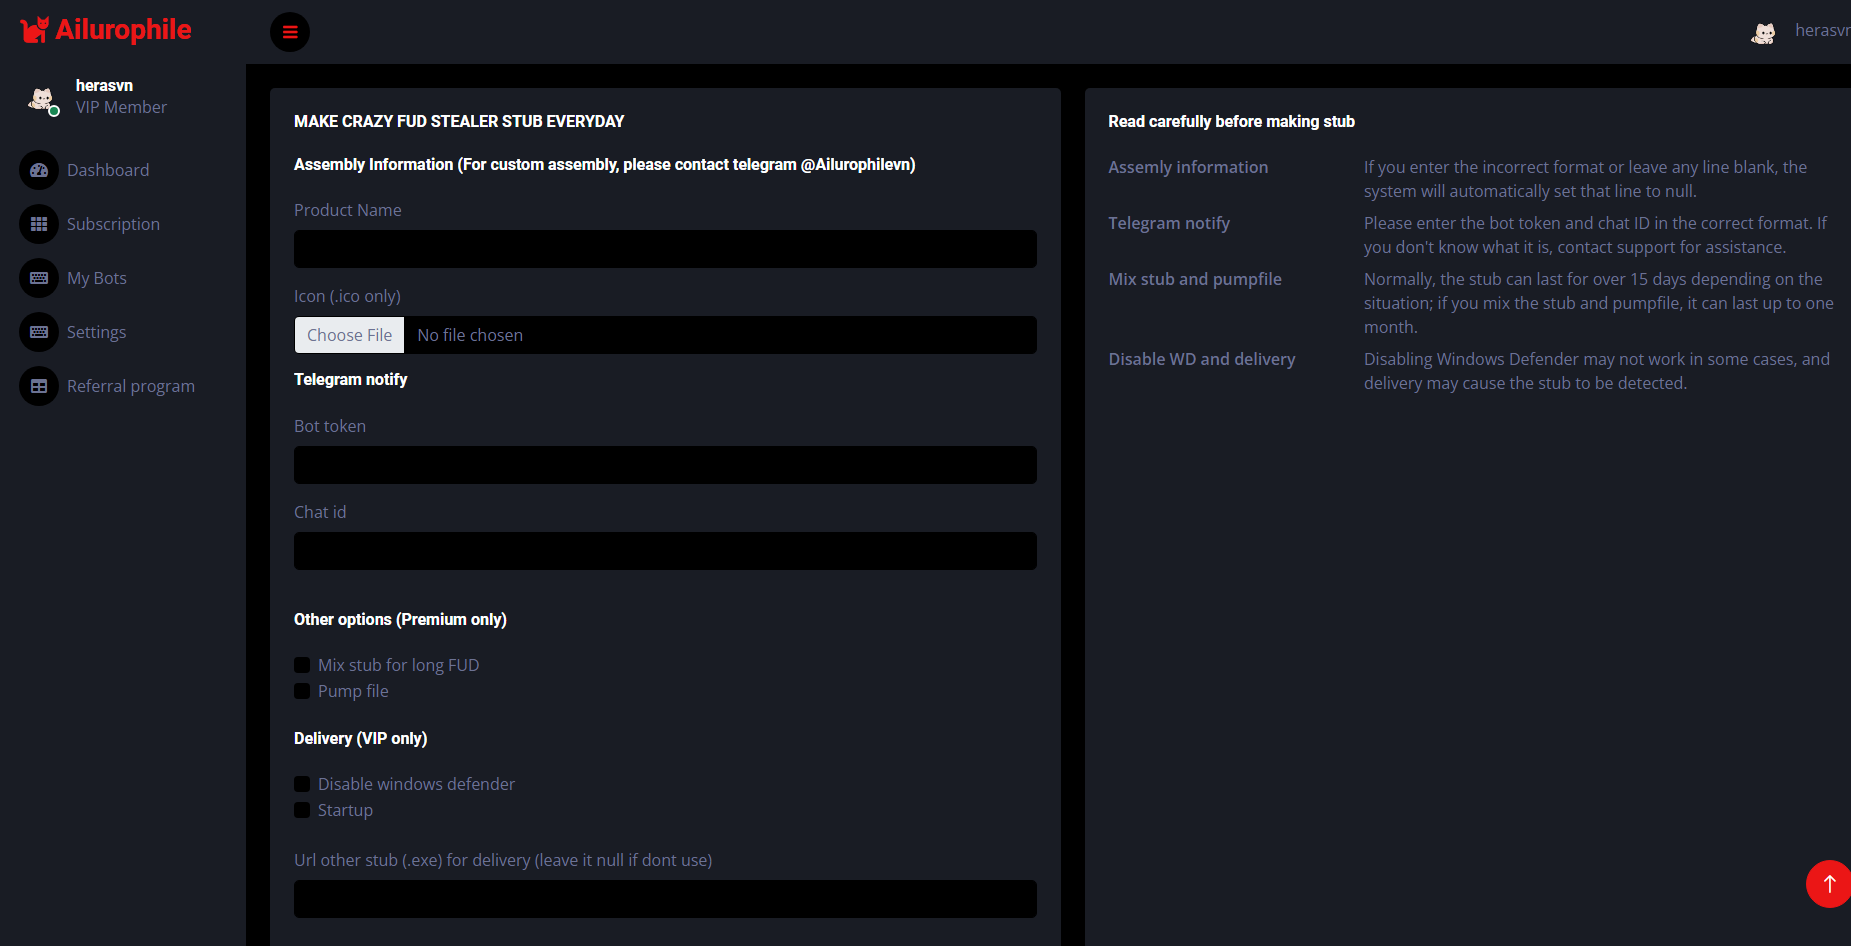 Ailurophile
herasvn
herasvn
VIP Member
Dashboard
Subscription
My Bots
Settings
Referral program
MAKE CRAZY FUD STEALER STUB EVERYDAY
Assembly Information (For custom assembly, please contact telegram @Ailurophilevn)
Product Name
Icon (.ico only)
Choose File No file chosen
Telegram notify
Bot token
Chat id
Other options (Premium only)
Mix stub for long FUD
Pump file
Delivery (VIP only)
Disable windows defender
Startup
Url other stub (.exe) for delivery (leave it null if dont use)
Read carefully before making stub
Assemly information
If you enter the incorrect format or leave any line blank, the
system will automatically set that line to null.
Telegram notify
Please enter the bot token and chat ID in the correct format. If
you don't know what it is, contact support for assistance.
Mix stub and pumpfile
Normally, the stub can last for over 15 days depending on the
situation; if you mix the stub and pumpfile, it can last up to one
month.
Disable WD and delivery
Disabling Windows Defender may not work in some cases, and
delivery may cause the stub to be detected.